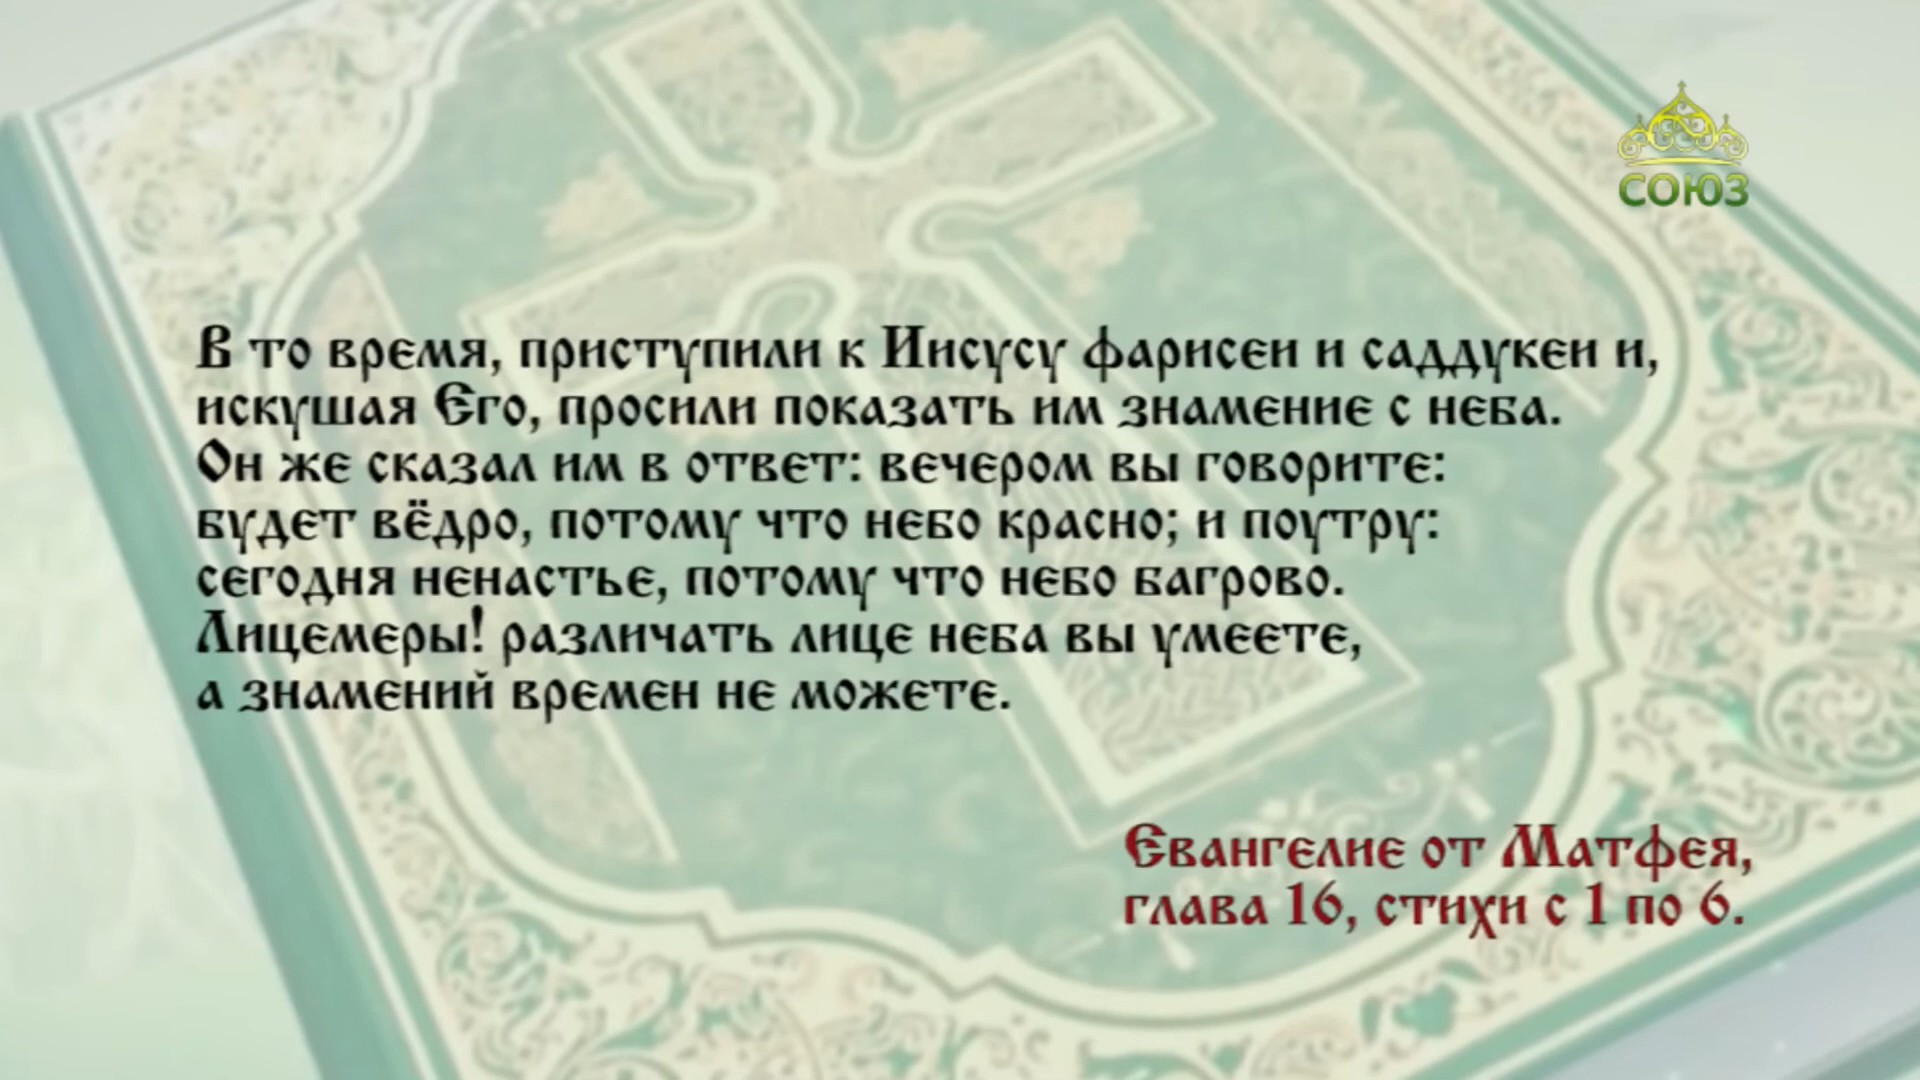 СОЮЗ
В то время, приступили к Иисусу фарисеи и саддукеи и,
искушая Его, просили показать им знамение с неба.
Он же сказал им в ответ: вечером вы говорите:
будет вёдро, потому что небо красно; и поутру:
сегодня ненастье, потому что небо багрово.
Лицемеры! различать лице неба вы умеете,
а знамений времен не можете.
Евангелие от Матфея,
глава 16, стихи с 1 по 6.